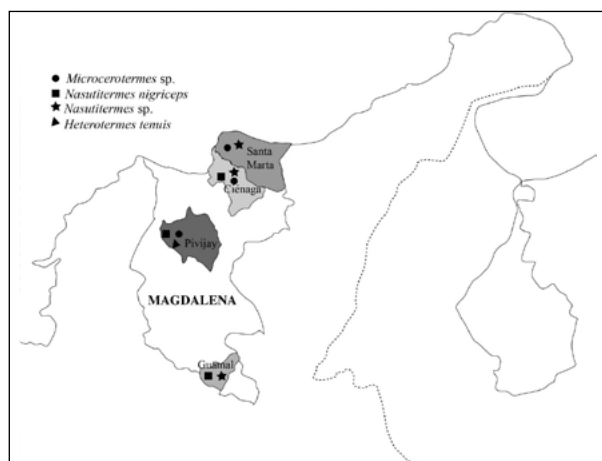 Microcerotermes sp.
Nasutitermes nigriceps
Nasutitermes sp.
Heterotermes tenuis
Santa
Marta
Ciénaga
Pivijay
MAGDALENA
Guamal